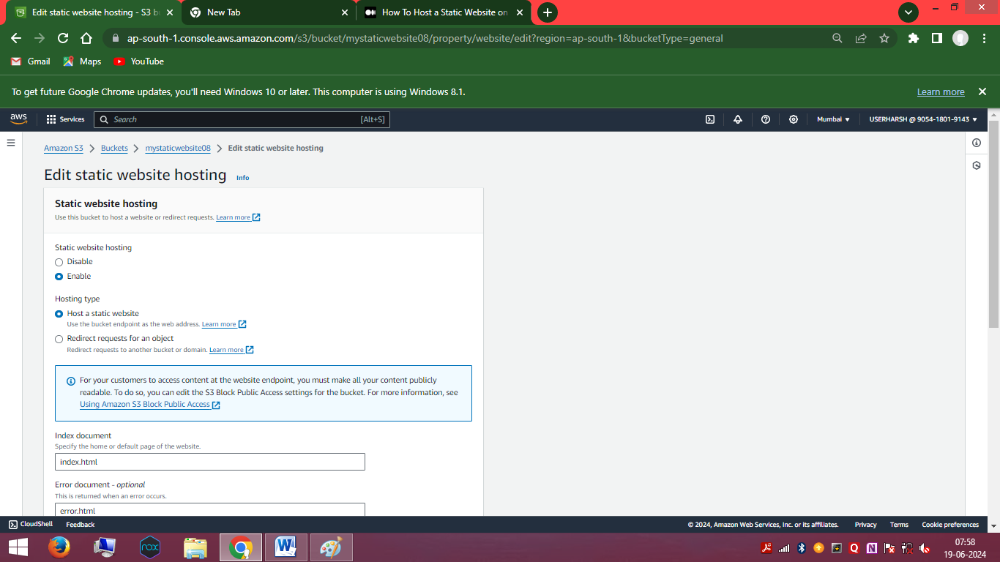 Edit static website hosting - S3 b
New Tab
How To Host a Static Website on
ap-south-1.console.aws.amazon.com/s3/bucket/mystaticwebsite08/property/website/edit?region=ap-south-1&bucketType=general
Gmail Maps YouTube
To get future Google Chrome updates, you'll need Windows 10 or later. This computer is using Windows 8.1. Learn more
aws Services Search [Alt+S] Mumbai USERHARSH @ 9054-1801-9143
Amazon S3 Buckets mystaticwebsite08 Edit static website hosting
Edit static website hosting Info
Static website hosting
Use this bucket to host a website or redirect requests. Learn more
Static website hosting
Disable
Enable
Hosting type
Host a static website
Use the bucket endpoint as the web address. Learn more
Redirect requests for an object
Redirect requests to another bucket or domain. Learn more
For your customers to access content at the website endpoint, you must make all your content publicly
readable. To do so, you can edit the S3 Block Public Access settings for the bucket. For more information, see
Using Amazon S3 Block Public Access
Index document
Specify the home or default page of the website.
index.html
Error document - optional
This is returned when an error occurs.
error.html
CloudShell Feedback © 2024, Amazon Web Services, Inc. or its affiliates. Privacy Terms Cookie preferences
nox
07:58
19-06-2024